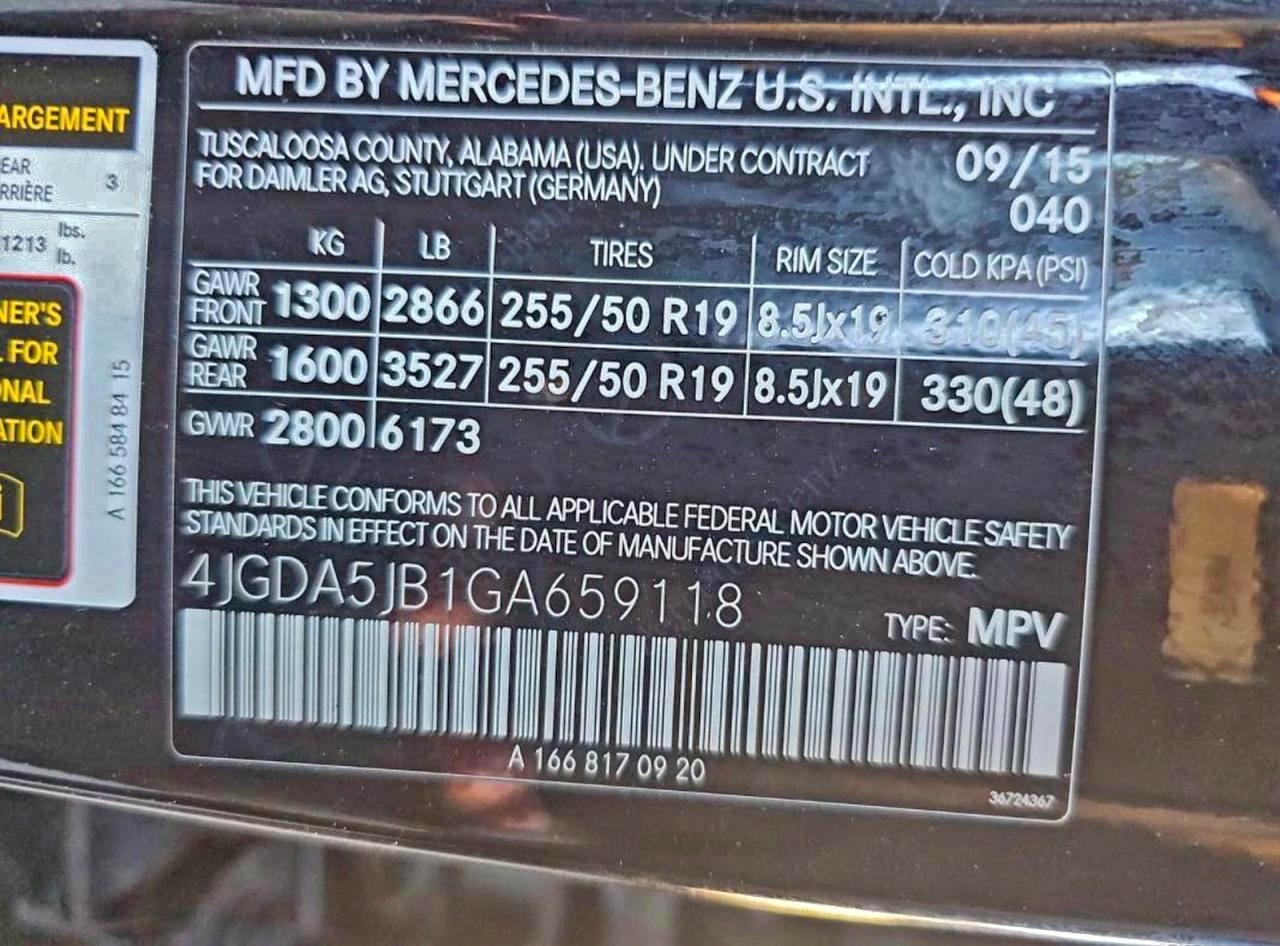 ARGEMENT
EAR
RRIÈRE
3
1213
lbs.
lb.
NER'S
FOR
ONAL
ATION
A 166 584 84 15
MFD BY MERCEDES-BENZ U.S. INTL., INC
TUSCALOOSA COUNTY, ALABAMA (USA). UNDER CONTRACT
FOR DAIMLER AG, STUTTGART (GERMANY)
09/15
040
KG LB TIRES RIM SIZE COLD KPA (PSI)
GAWR FRONT 1300 2866 255/50 R19 8.5Jx19 310(45)
GAWR REAR 1600 3527 255/50 R19 8.5Jx19 330(48)
GVWR 2800 6173
THIS VEHICLE CONFORMS TO ALL APPLICABLE FEDERAL MOTOR VEHICLE SAFETY
STANDARDS IN EFFECT ON THE DATE OF MANUFACTURE SHOWN ABOVE.
4JGDA5JB1GA659118
TYPE: MPV
A 166 817 09 20
36724367